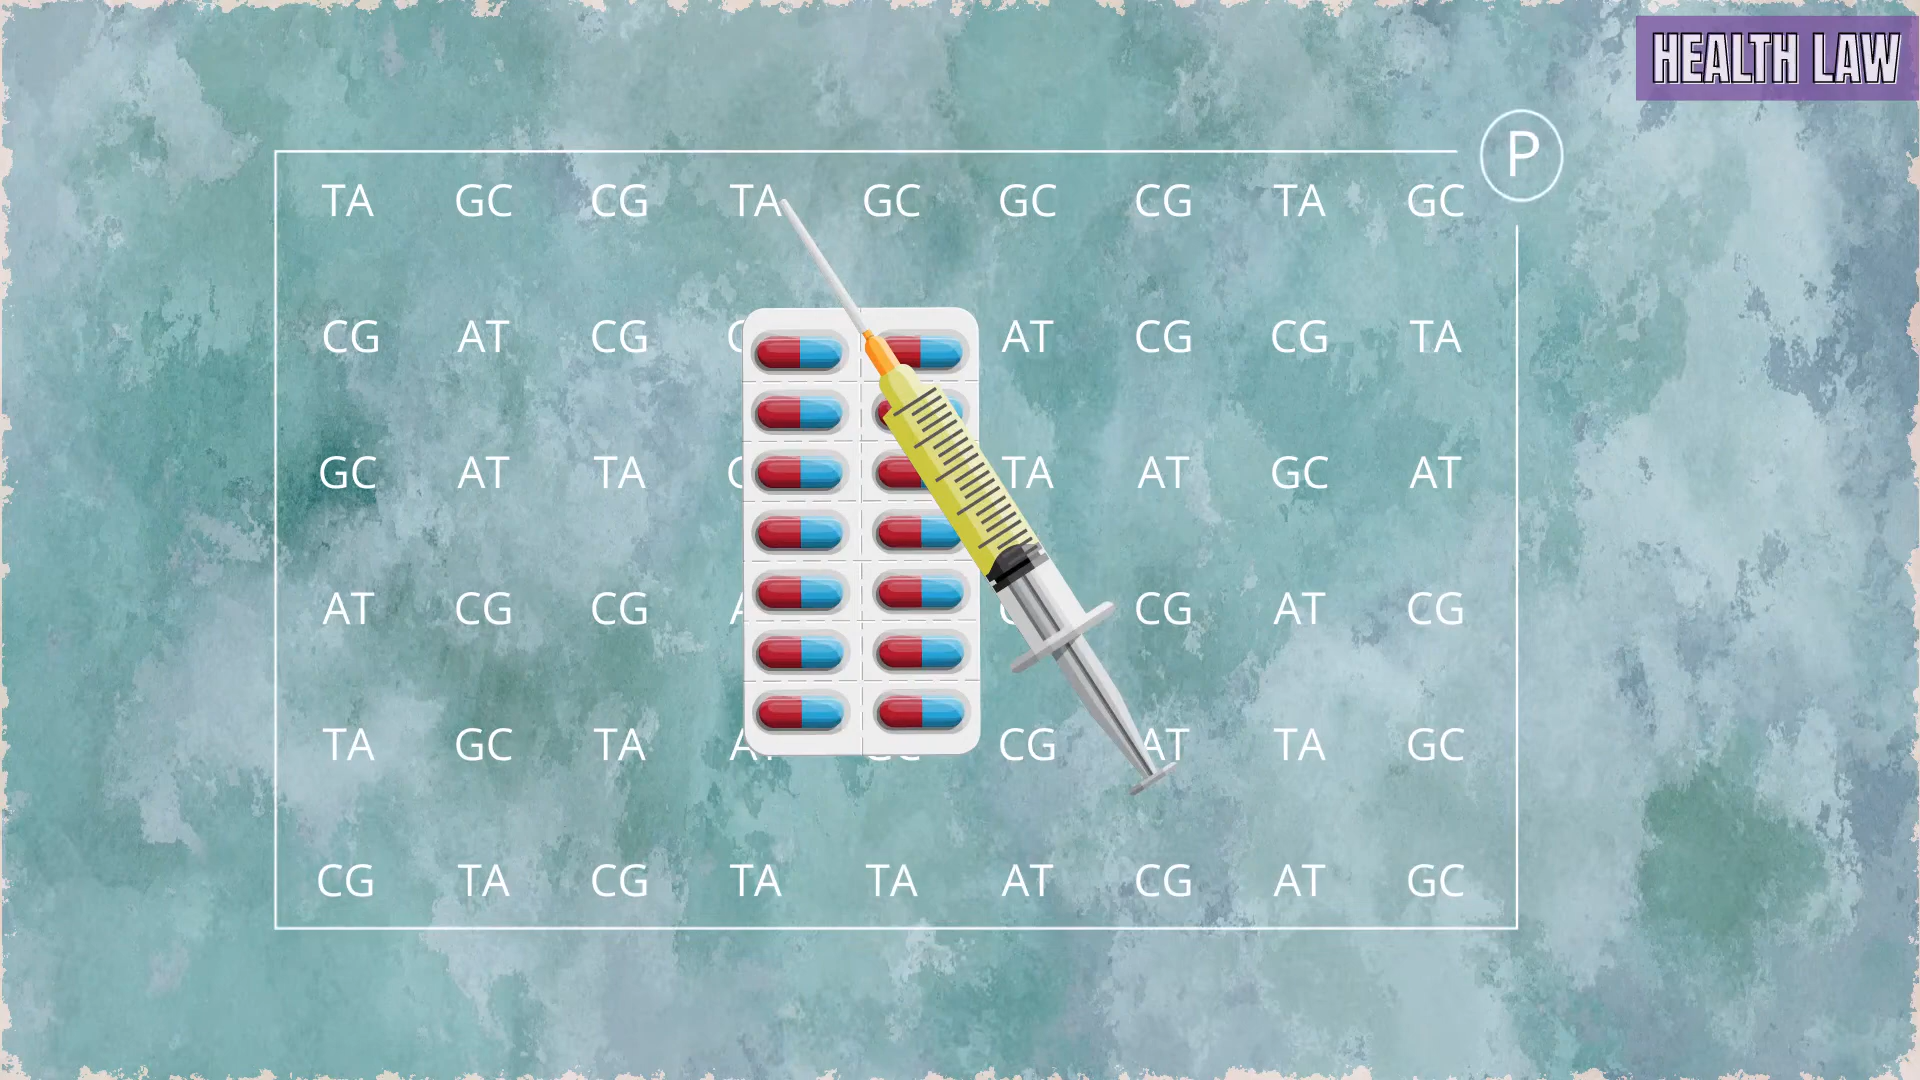 HEALTH LAW
P
TA GC CG TA GC GC CG TA GC
CG AT CG AT CG CG TA
GC AT TA TA AT GC AT
AT CG CG CG AT CG
TA GC TA CG AT TA GC
CG TA CG TA TA AT CG AT GC